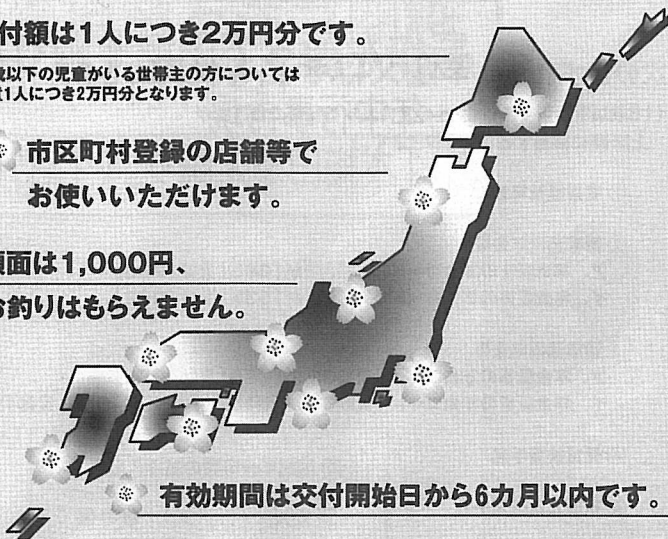 付額は1人につき2万円分です。
以下の児童がいる世帯主の方については
1人につき2万円分となります。
市区町村登録の店舗等で
お使いいただけます。
面は1,000円、
お釣りはもらえません。
有効期間は交付開始日から6カ月以内です。